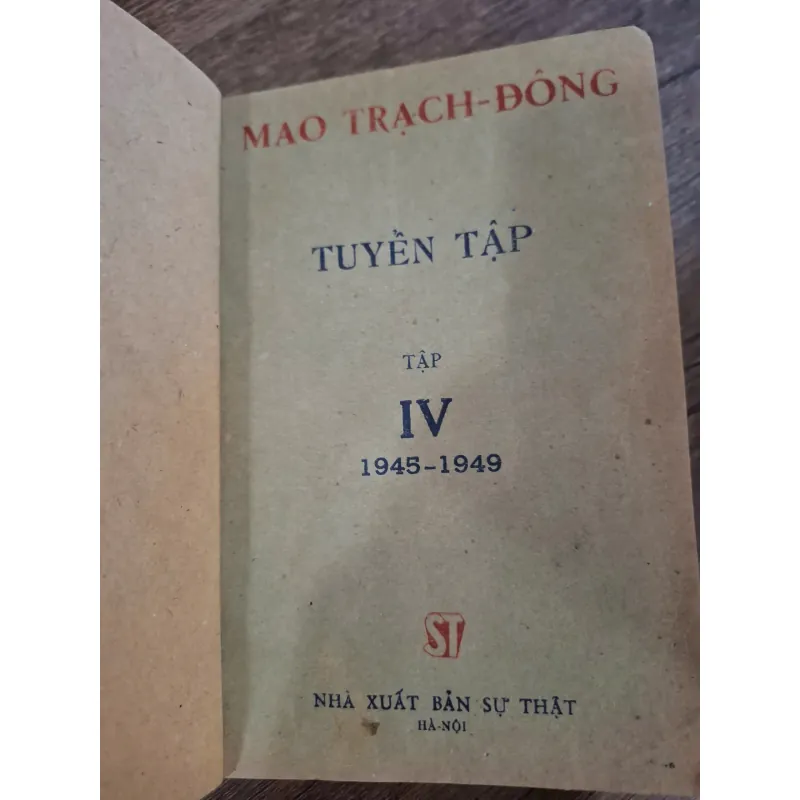 MAO TRẠCH-ĐÔNG
TUYỂN TẬP
TẬP
IV
1945-1949
ST
NHÀ XUẤT BẢN SỰ THẬT
HÀ-NỘI